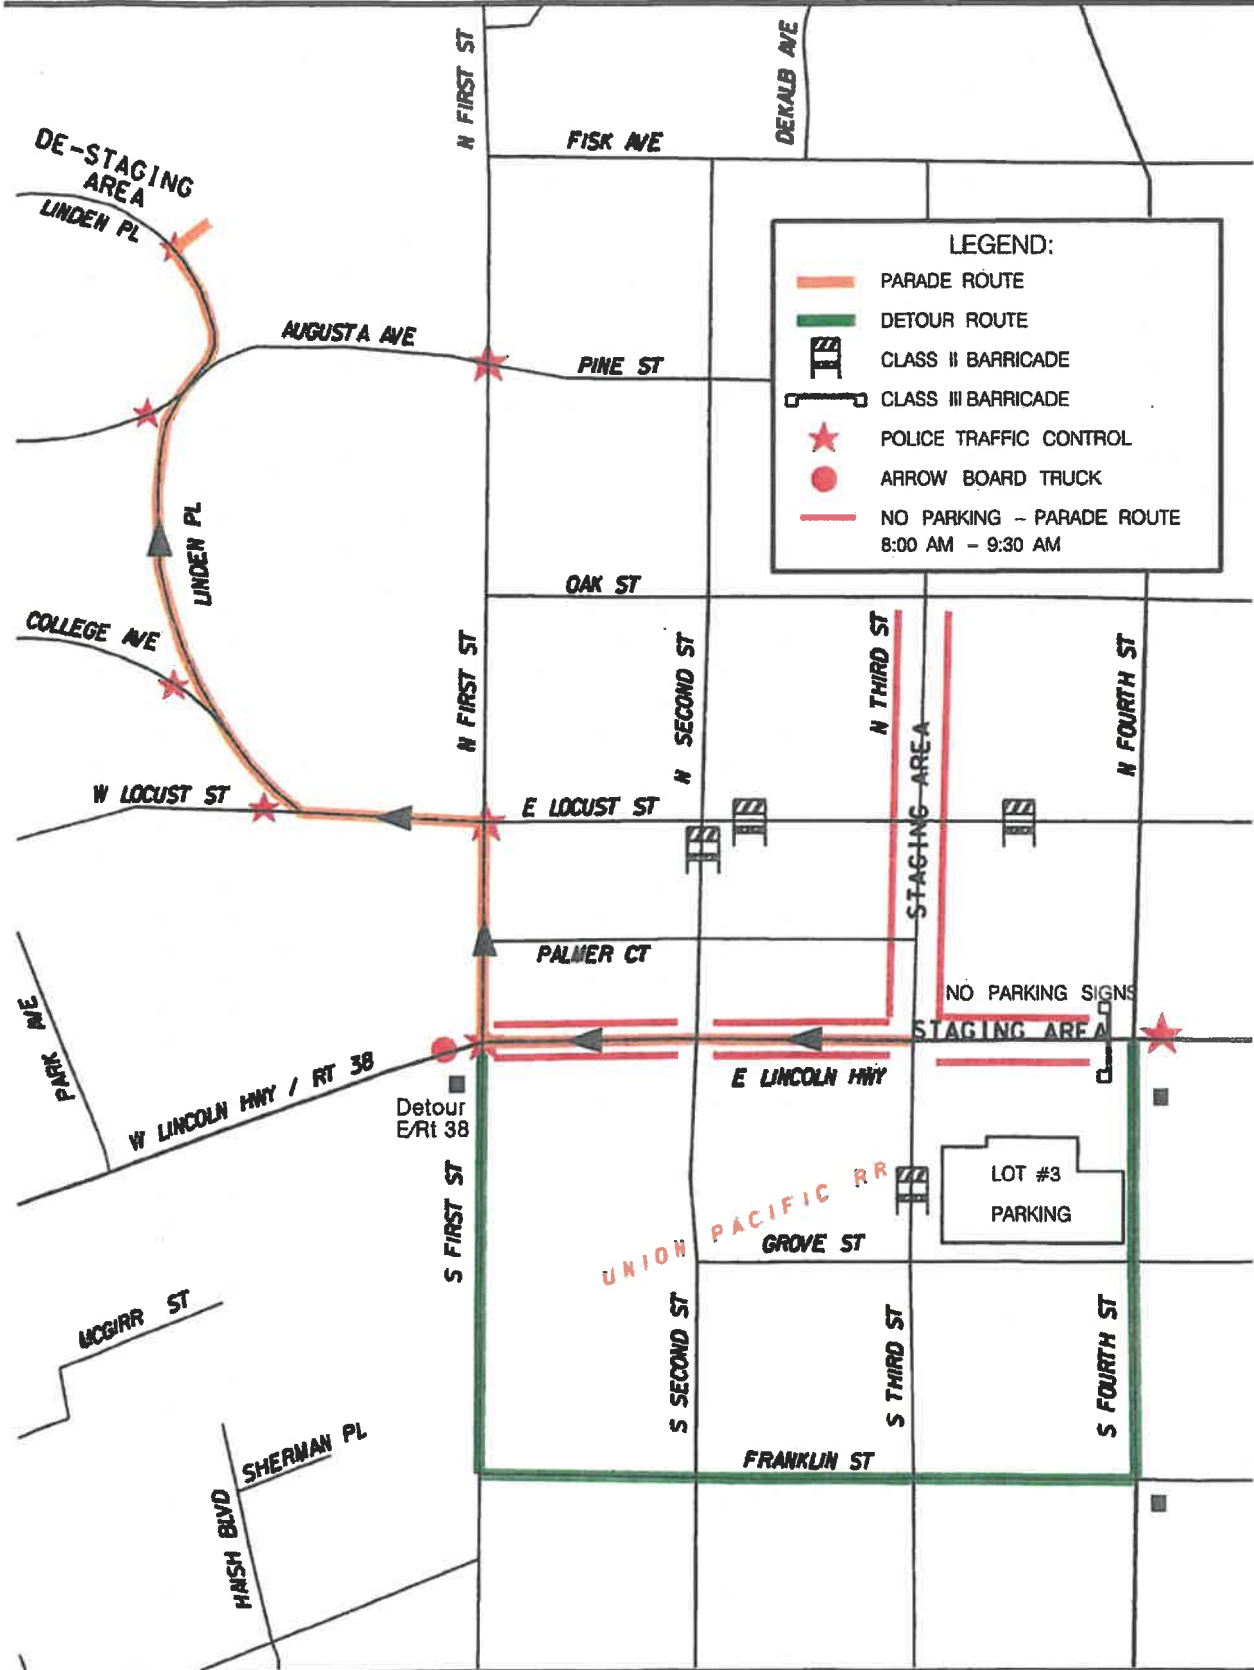 N FIRST ST
DEKALB AVE
FISK AVE
DE-STAGING
AREA
LINDEN PL
LEGEND:
PARADE ROUTE
DETOUR ROUTE
CLASS II BARRICADE
CLASS III BARRICADE
POLICE TRAFFIC CONTROL
ARROW BOARD TRUCK
NO PARKING - PARADE ROUTE
8:00 AM - 9:30 AM
AUGUSTA AVE
PINE ST
LINDEN PL
OAK ST
COLLEGE AVE
N FIRST ST
N SECOND ST
N THIRD ST
STAGING AREA
N FOURTH ST
W LOCUST ST
E LOCUST ST
PALMER CT
NO PARKING SIGNS
STAGING AREA
PARK AVE
W LINCOLN HWY / RT 38
E LINCOLN HWY
Detour
E/Rt 38
LOT #3
PARKING
S FIRST ST
UNION PACIFIC RR
GROVE ST
MCGIRR ST
S SECOND ST
S THIRD ST
S FOURTH ST
SHERMAN PL
FRANKLIN ST
HAISH BLVD